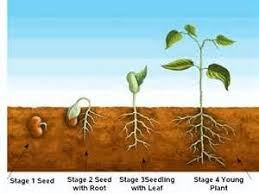 Stage 1 Seed
Stage 2 Seed
with Root
Stage 3Seedling
with Leaf
Stage 4 Young
Plant